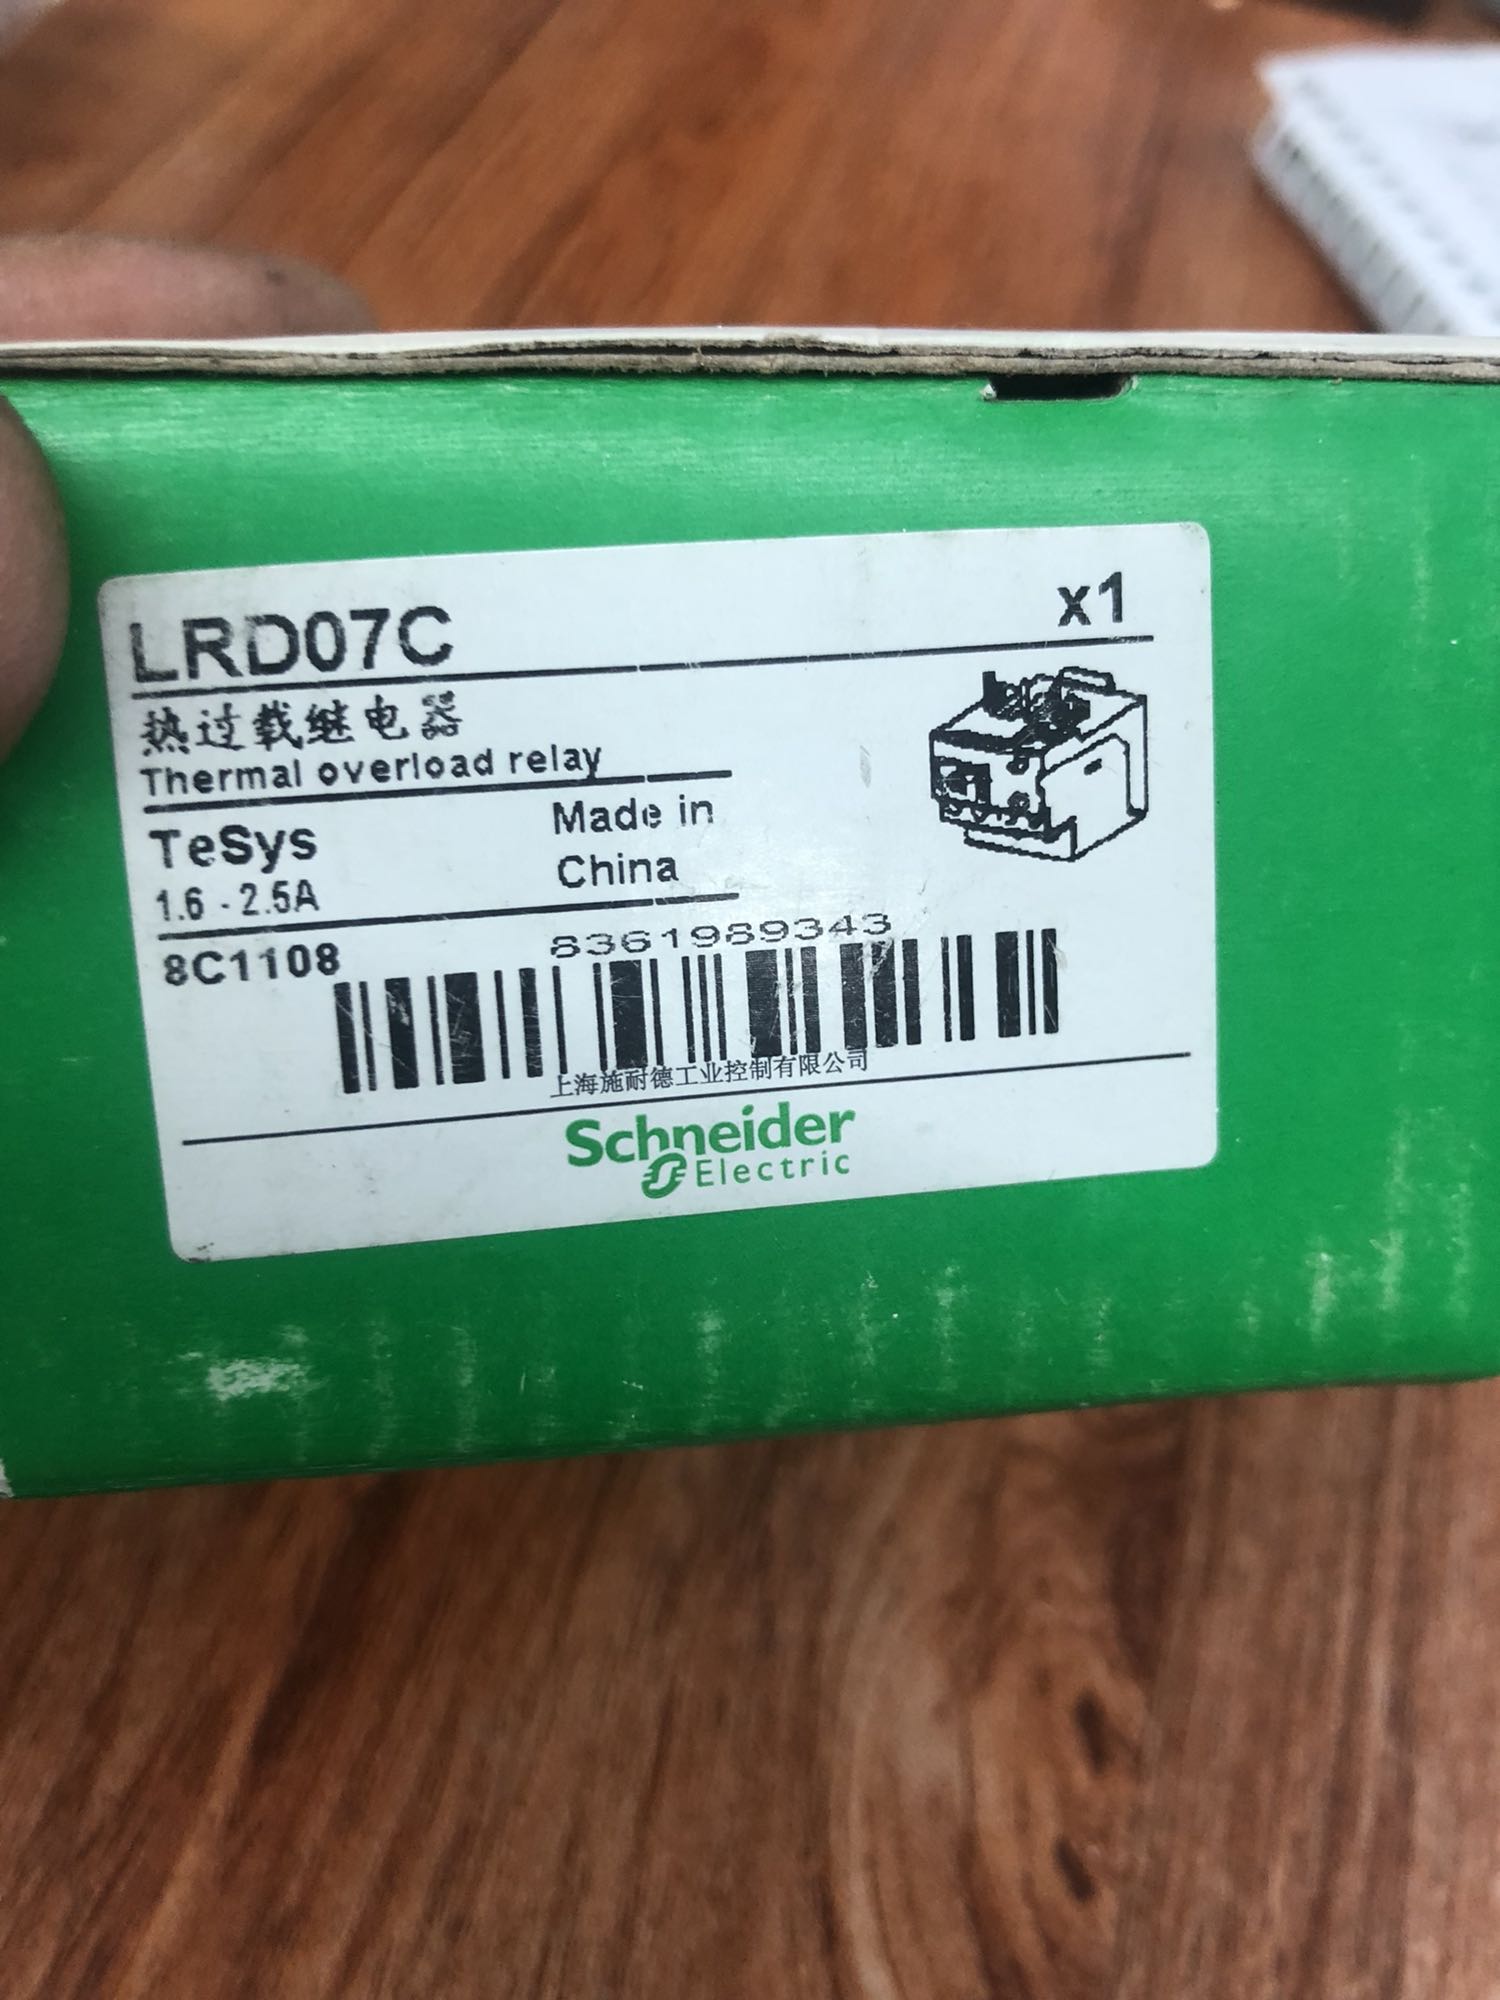 LRD07C x1
热过载继电器
Thermal overload relay
TeSys Made in
1.6 - 2.5A China
8C1108 8361989343
上海施耐德工业控制有限公司
Schneider
Electric